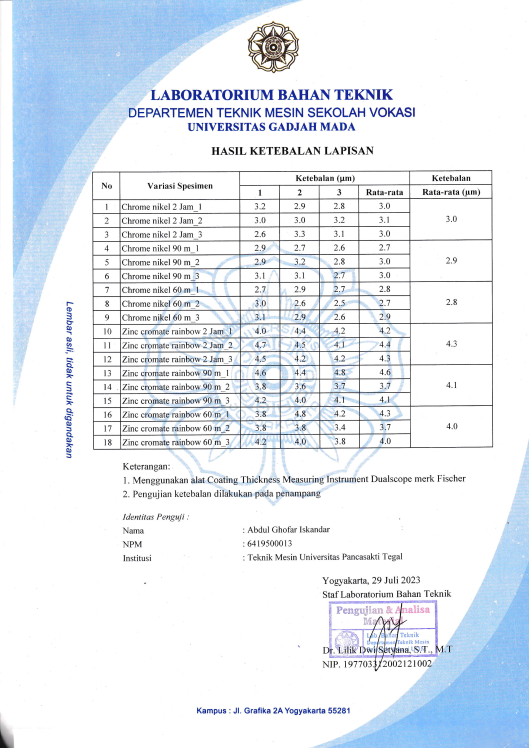 LABORATORIUM BAHAN TEKNIK
DEPARTEMEN TEKNIK MESIN SEKOLAH VOKASI
UNIVERSITAS GADJAH MADA
HASIL KETEBALAN LAPISAN
No Variasi Spesimen Ketebalan (µm) Ketebalan
1 2 3 Rata-rata Rata-rata (µm)
1 Chrome nikel 2 Jam_1 3.2 2.9 2.8 3.0
2 Chrome nikel 2 Jam_2 3.0 3.0 3.2 3.1 3.0
3 Chrome nikel 2 Jam_3 2.6 3.3 3.1 3.0
4 Chrome nikel 90 m_1 2.9 2.7 2.6 2.7
5 Chrome nikel 90 m_2 2.9 3.2 2.8 3.0 2.9
6 Chrome nikel 90 m_3 3.1 3.1 2.7 3.0
7 Chrome nikel 60 m_1 2.7 2.9 2.7 2.8
8 Chrome nikel 60 m_2 3.0 2.6 2.5 2.7 2.8
9 Chrome nikel 60 m_3 3.1 2.9 2.6 2.9
10 Zinc cromate rainbow 2 Jam_1 4.0 4.4 4.2 4.2
11 Zinc cromate rainbow 2 Jam_2 4.7 4.5 4.1 4.4 4.3
12 Zinc cromate rainbow 2 Jam_3 4.5 4.2 4.2 4.3
13 Zinc cromate rainbow 90 m_1 4.6 4.4 4.8 4.6
14 Zinc cromate rainbow 90 m_2 3.8 3.6 3.7 3.7 4.1
15 Zinc cromate rainbow 90 m_3 4.2 4.0 4.1 4.1
16 Zinc cromate rainbow 60 m_1 3.8 4.8 4.2 4.3
17 Zinc cromate rainbow 60 m_2 3.8 3.8 3.4 3.7 4.0
18 Zinc cromate rainbow 60 m_3 4.2 4.0 3.8 4.0
Lembar asli, tidak untuk digandakan
Keterangan:
1. Menggunakan alat Coating Thickness Measuring Instrument Dualscope merk Fischer
2. Pengujian ketebalan dilakukan pada penampang
Identitas Penguji :
Nama : Abdul Ghofar Iskandar
NPM : 6419500013
Institusi : Teknik Mesin Universitas Pancasakti Tegal
Yogyakarta, 29 Juli 2023
Staf Laboratorium Bahan Teknik
Pengujian & Analisa
Lab. Bahan Teknik
Departemen Teknik Mesin
Dr. Lilik Dwi Setyana, S.T., M.T
NIP. 197703312002121002
Kampus : Jl. Grafika 2A Yogyakarta 55281